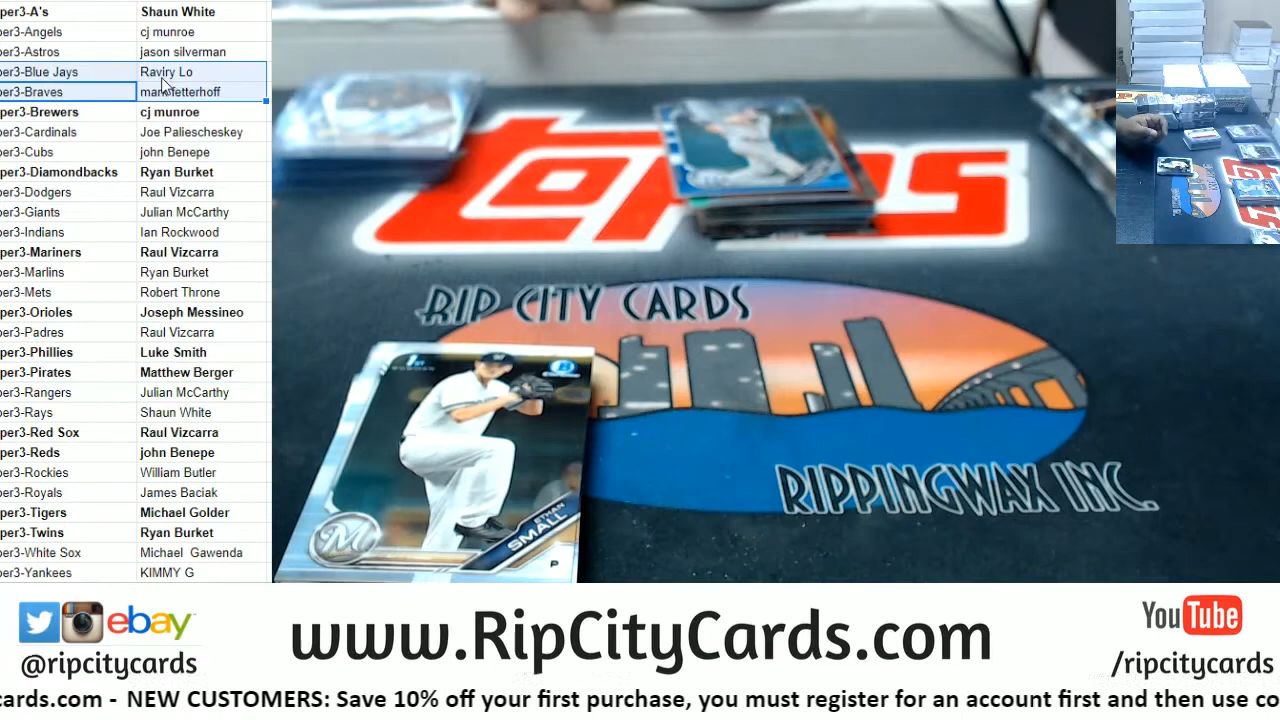 per3-A's Shaun White
per3-Angels cj munroe
per3-Astros jason silverman
per3-Blue Jays Raviry Lo
per3-Braves mark fetterhoff
per3-Brewers cj munroe
per3-Cardinals Joe Paliescheskey
per3-Cubs john Benepe
per3-Diamondbacks Ryan Burket
per3-Dodgers Raul Vizcarra
per3-Giants Julian McCarthy
per3-Indians Ian Rockwood
per3-Mariners Raul Vizcarra
per3-Marlins Ryan Burket
per3-Mets Robert Throne
per3-Orioles Joseph Messineo
per3-Padres Raul Vizcarra
per3-Phillies Luke Smith
per3-Pirates Matthew Berger
per3-Rangers Julian McCarthy
per3-Rays Shaun White
per3-Red Sox Raul Vizcarra
per3-Reds john Benepe
per3-Rockies William Butler
per3-Royals James Baciak
per3-Tigers Michael Golder
per3-Twins Ryan Burket
per3-White Sox Michael Gawenda
per3-Yankees KIMMY G
Topps
RIP CITY CARDS
RIPPINGWAX INC.
1st
BOWMAN
M
ETHAN
SMALL
P
ebay
@ripcitycards
www.RipCityCards.com
YouTube
/ripcitycards
cards.com - NEW CUSTOMERS: Save 10% off your first purchase, you must register for an account first and then use co